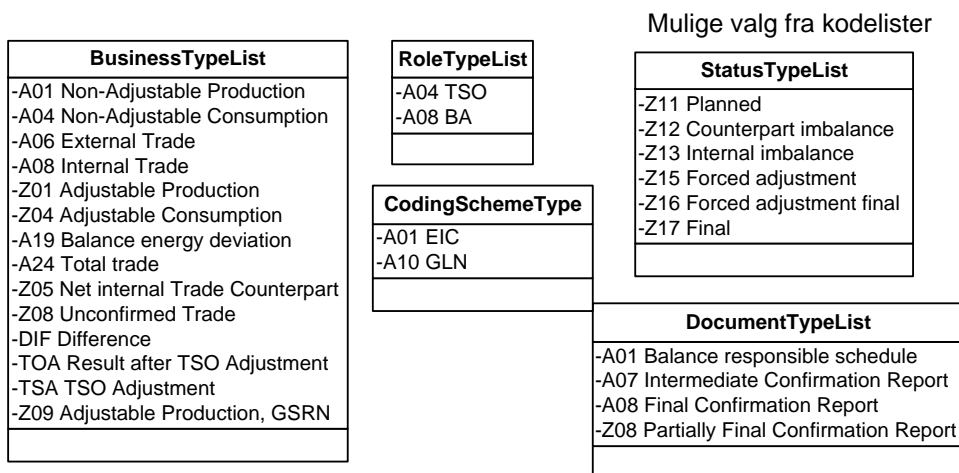 Mulige valg fra kodelister
BusinessTypeList
-A01 Non-Adjustable Production
-A04 Non-Adjustable Consumption
-A06 External Trade
-A08 Internal Trade
-Z01 Adjustable Production
-Z04 Adjustable Consumption
-A19 Balance energy deviation
-A24 Total trade
-Z05 Net internal Trade Counterpart
-Z08 Unconfirmed Trade
-DIF Difference
-TOA Result after TSO Adjustment
-TSA TSO Adjustment
-Z09 Adjustable Production, GSRN
RoleTypeList
-A04 TSO
-A08 BA
CodingSchemeType
-A01 EIC
-A10 GLN
StatusTypeList
-Z11 Planned
-Z12 Counterpart imbalance
-Z13 Internal imbalance
-Z15 Forced adjustment
-Z16 Forced adjustment final
-Z17 Final
DocumentTypeList
-A01 Balance responsible schedule
-A07 Intermediate Confirmation Report
-A08 Final Confirmation Report
-Z08 Partially Final Confirmation Report